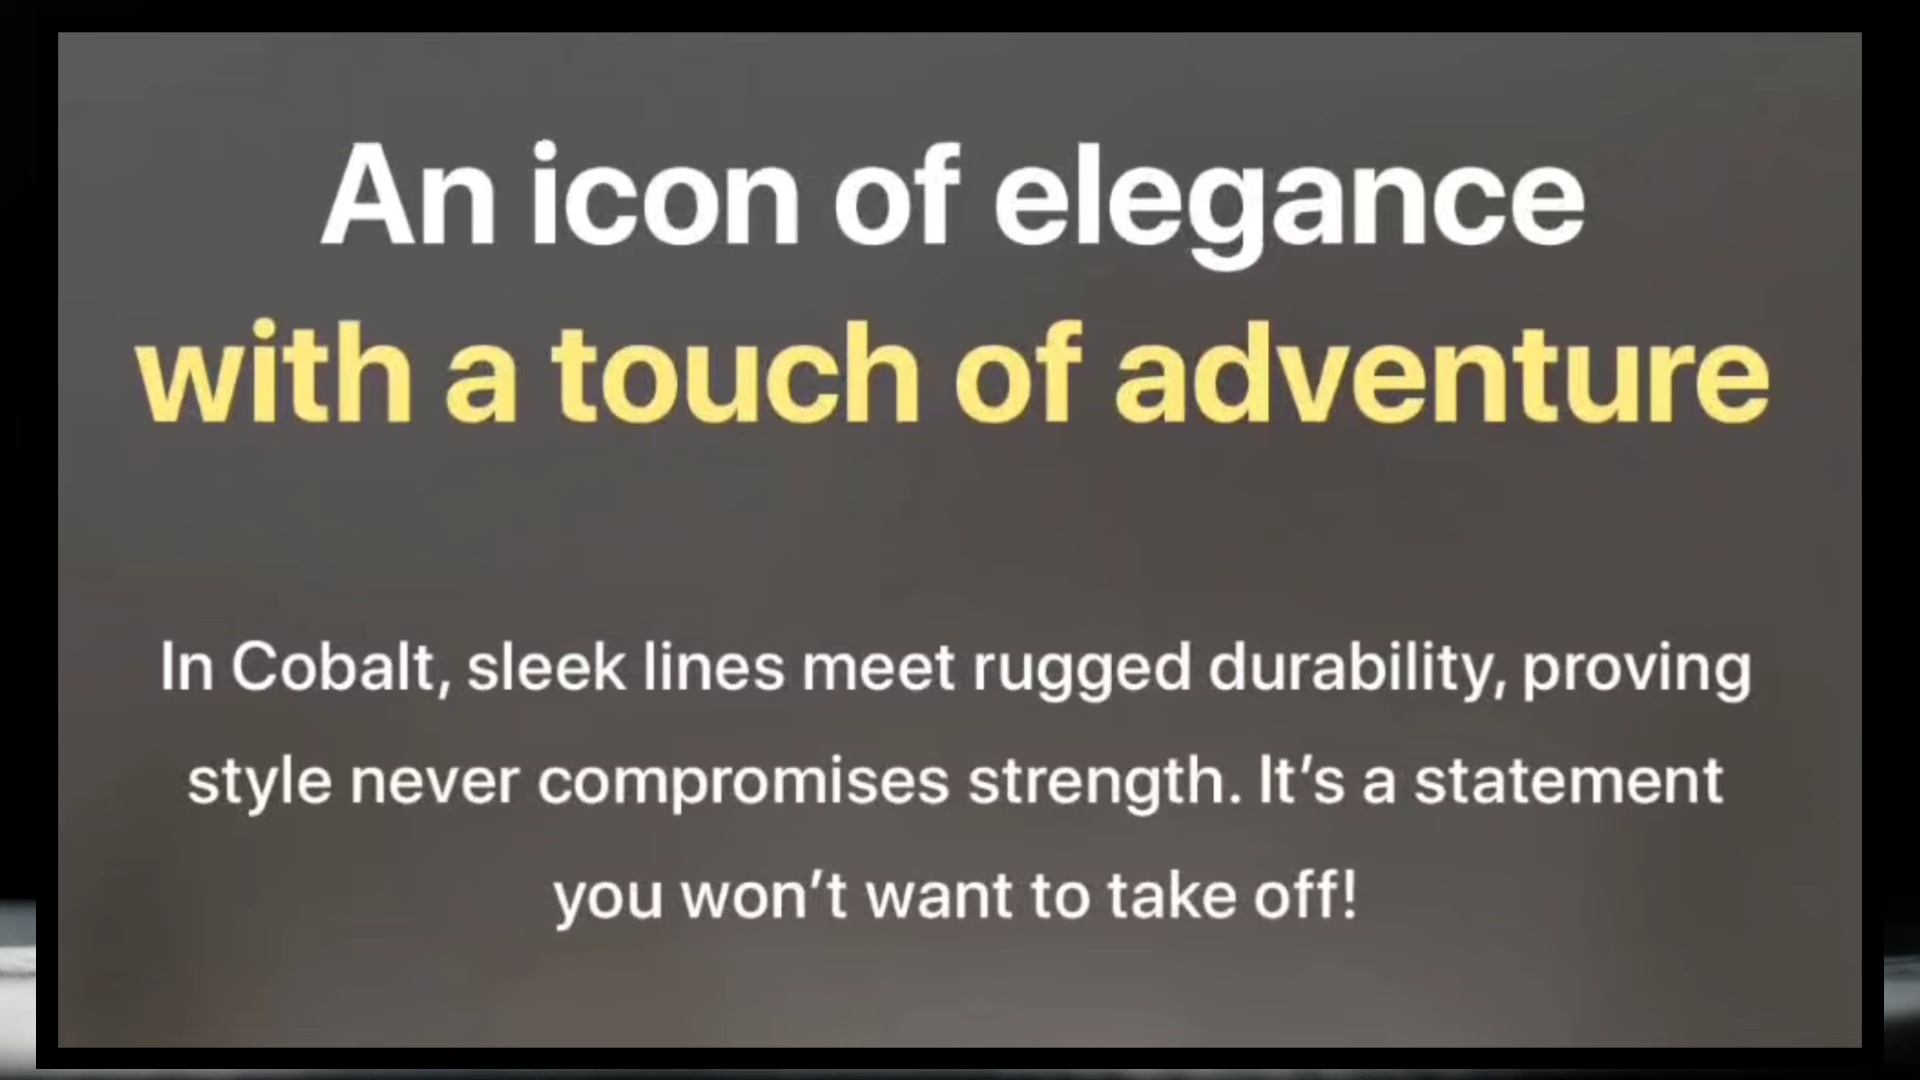 An icon of elegance
with a touch of adventure
In Cobalt, sleek lines meet rugged durability, proving
style never compromises strength. It’s a statement
you won’t want to take off!